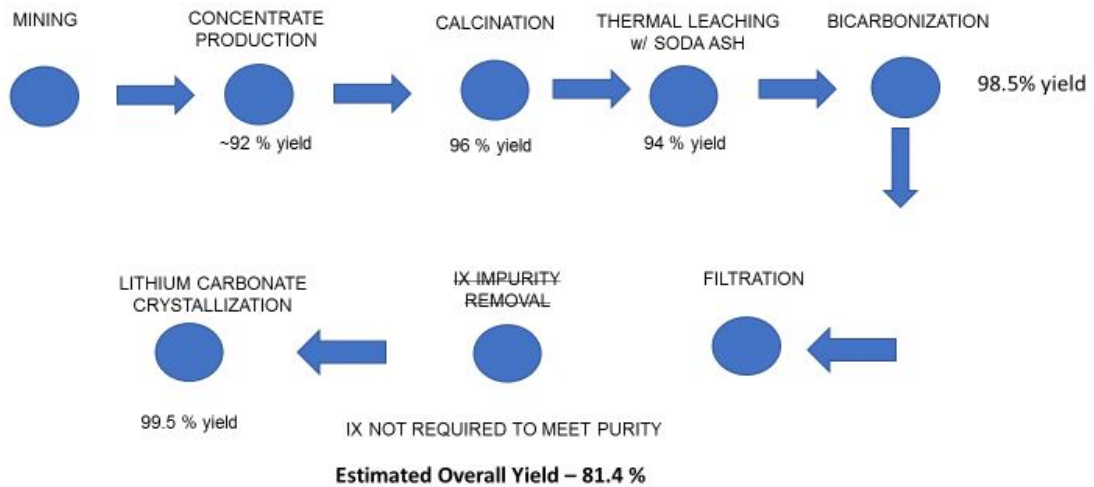 MINING
CONCENTRATE
PRODUCTION
~92 % yield
CALCINATION
96 % yield
THERMAL LEACHING
w/ SODA ASH
94 % yield
BICARBONIZATION
98.5% yield
FILTRATION
IX IMPURITY
REMOVAL
IX NOT REQUIRED TO MEET PURITY
LITHIUM CARBONATE
CRYSTALLIZATION
99.5 % yield
Estimated Overall Yield – 81.4 %